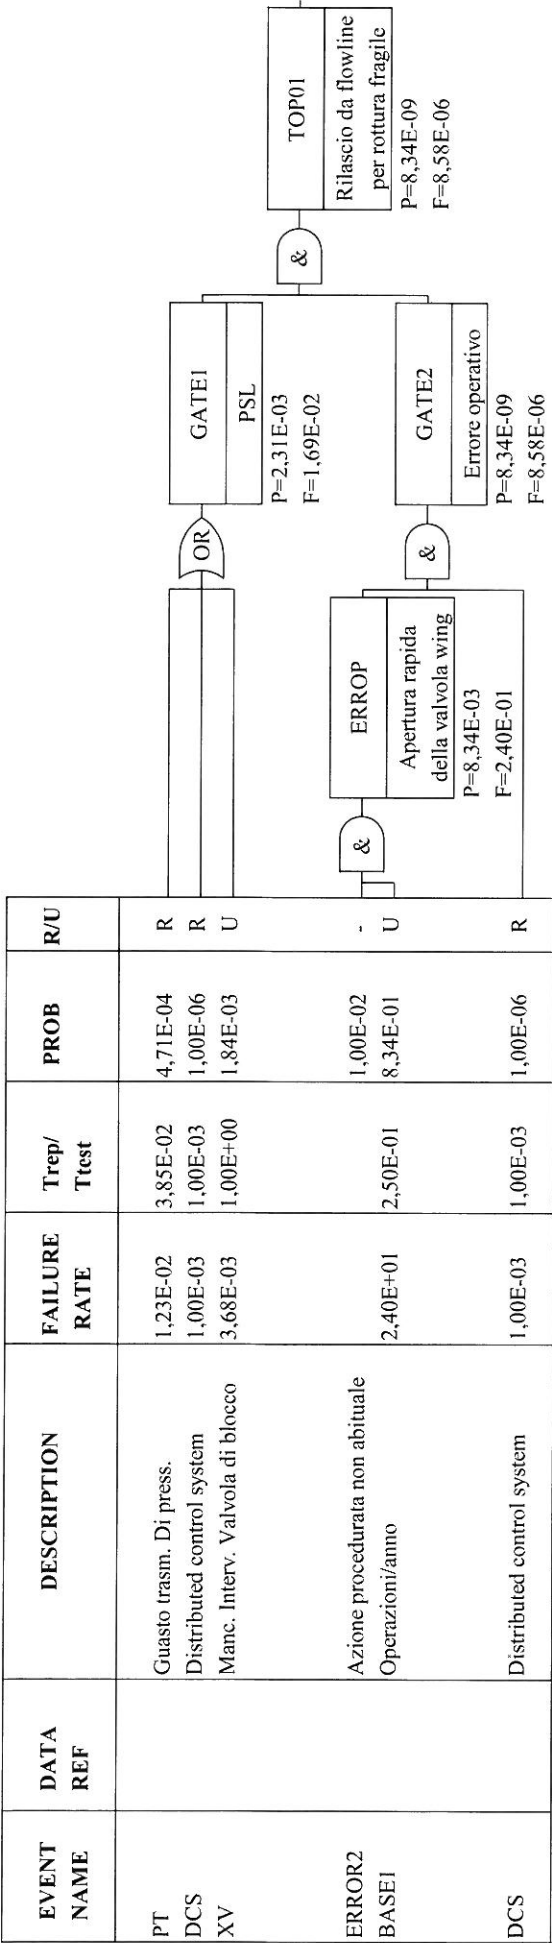 EVENT NAME
DATA REF
DESCRIPTION
FAILURE RATE
Trep/ Ttest
PROB
R/U
PT Guasto trasm. Di press. 1,23E-02 3,85E-02 4,71E-04 R
DCS Distributed control system 1,00E-03 1,00E-03 1,00E-06 R
XV Manc. Interv. Valvola di blocco 3,68E-03 1,00E+00 1,84E-03 U
ERROR2 Azione procedurata non abituale 1,00E-02 -
BASE1 Operazioni/anno 2,40E+01 2,50E-01 8,34E-01 U
DCS Distributed control system 1,00E-03 1,00E-03 1,00E-06 R
OR
GATE1
PSL
P=2,31E-03
F=1,69E-02
&
ERROP
Apertura rapida
della valvola wing
P=8,34E-03
F=2,40E-01
&
GATE2
Errore operativo
P=8,34E-09
F=8,58E-06
&
TOP01
Rilascio da flowline
per rottura fragile
P=8,34E-09
F=8,58E-06